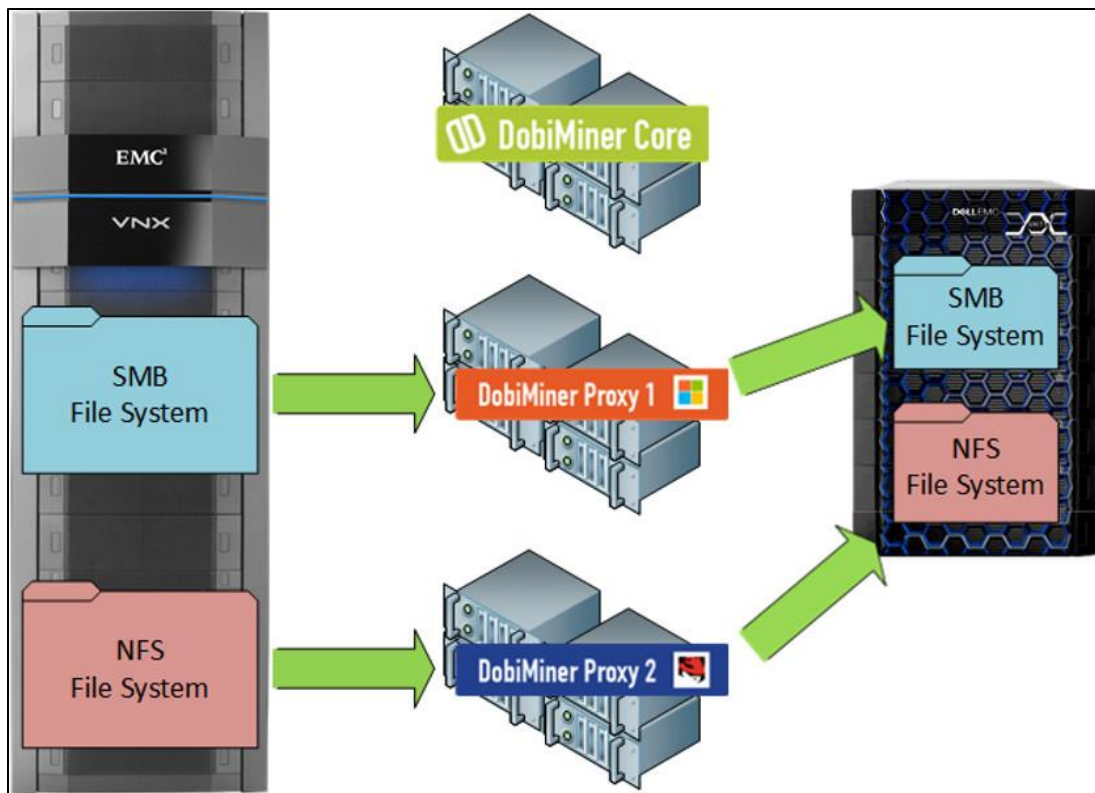 EMC²
VNX
SMB
File System
NFS
File System
DobiMiner Core
DobiMiner Proxy 1
DobiMiner Proxy 2
DELLEMC
SMB
File System
NFS
File System